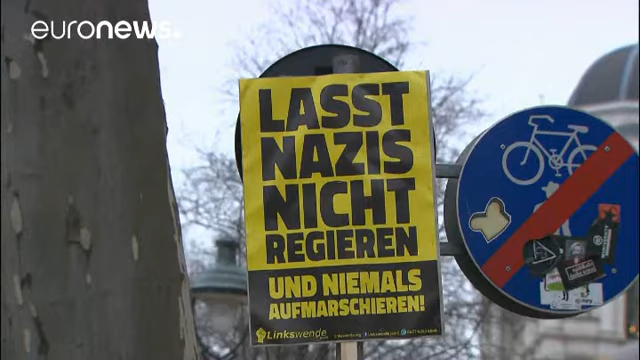 euronews.
LASST
NAZIS
NICHT
REGIEREN
UND NIEMALS
AUFMARSCHIEREN!
Linkswende